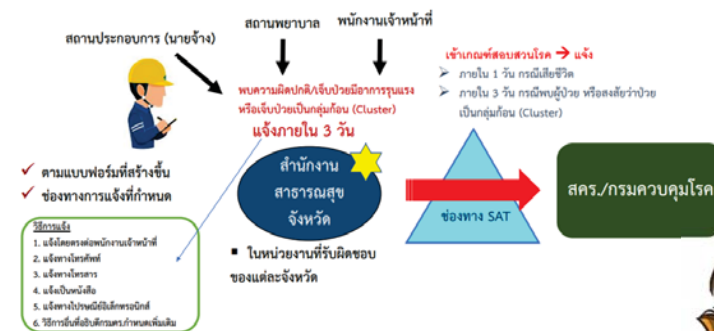 สถานประกอบการ (นายจ้าง)
สถานพยาบาล
พนักงานเจ้าหน้าที่
พบความผิดปกติ/เจ็บป่วยมีอาการรุนแรง
หรือเจ็บป่วยเป็นกลุ่มก้อน (Cluster)
แจ้งภายใน 3 วัน
เข้าเกณฑ์สอบสวนโรค → แจ้ง
➢ ภายใน 1 วัน กรณีเสียชีวิต
➢ ภายใน 3 วัน กรณีพบผู้ป่วย หรือสงสัยว่าป่วย
เป็นกลุ่มก้อน (Cluster)
✓ ตามแบบฟอร์มที่สร้างขึ้น
✓ ช่องทางการแจ้งที่กำหนด
สำนักงาน
สาธารณสุข
จังหวัด
ช่องทาง SAT
สคร./กรมควบคุมโรค
■ ในหน่วยงานที่รับผิดชอบ
ของแต่ละจังหวัด
วิธีการแจ้ง
1. แจ้งโดยตรงต่อพนักงานเจ้าหน้าที่
2. แจ้งทางโทรศัพท์
3. แจ้งทางโทรสาร
4. แจ้งเป็นหนังสือ
5. แจ้งทางไปรษณีย์อิเล็กทรอนิกส์
6. วิธีการอื่นที่อธิบดีกรมคร.กำหนดเพิ่มเติม